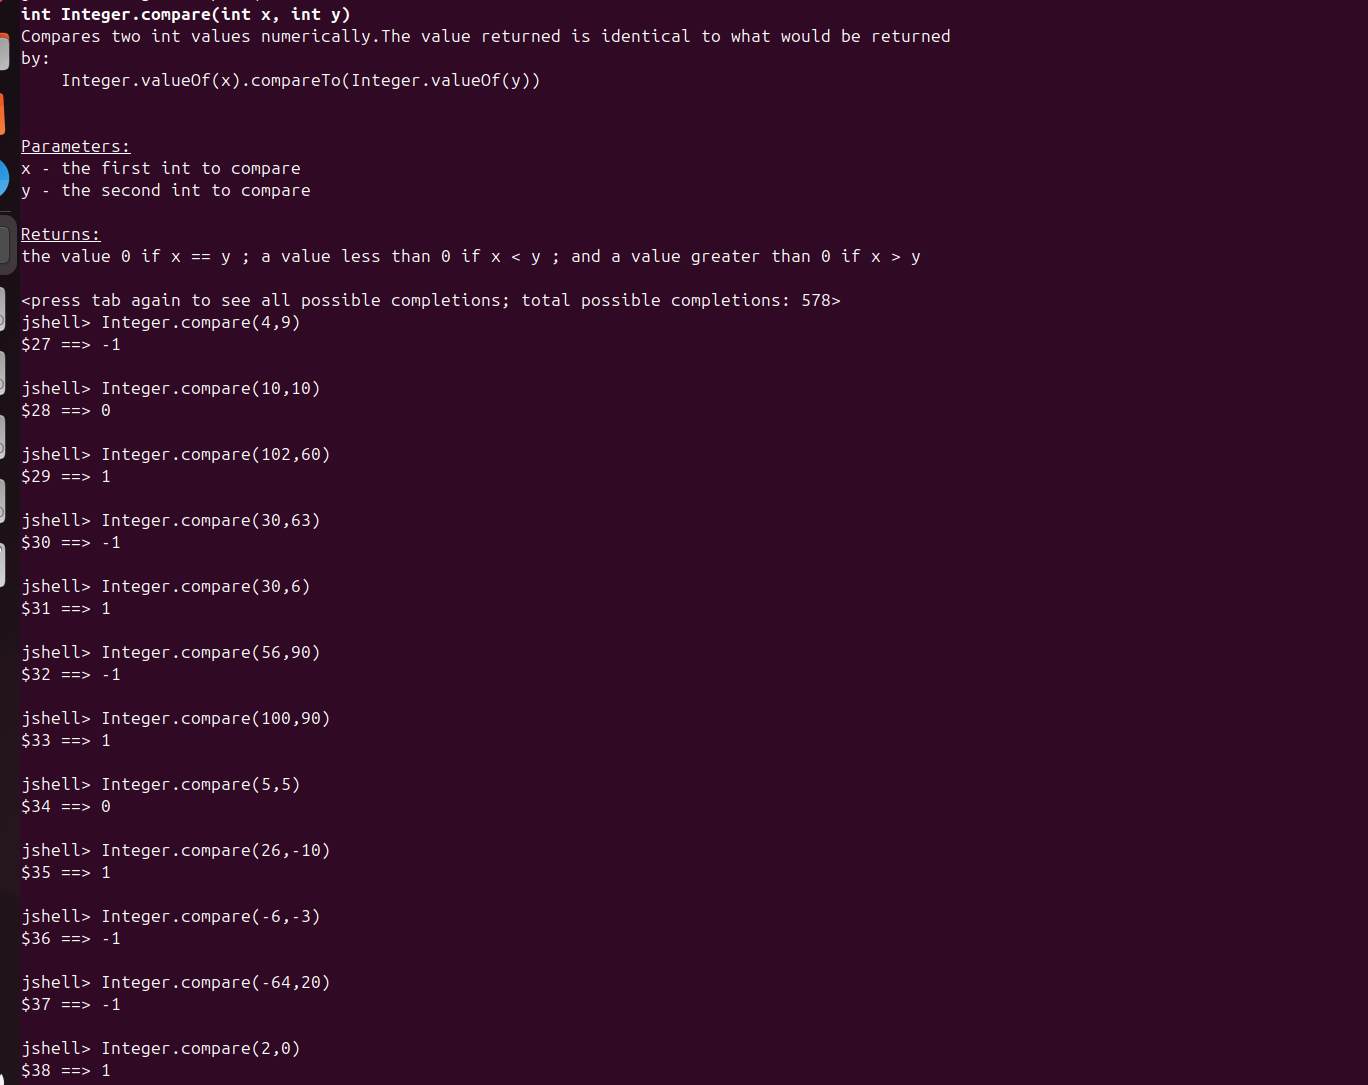 int Integer.compare(int x, int y)
Compares two int values numerically.The value returned is identical to what would be returned
by:
    Integer.valueOf(x).compareTo(Integer.valueOf(y))
Parameters:
x - the first int to compare
y - the second int to compare
Returns:
the value 0 if x == y ; a value less than 0 if x < y ; and a value greater than 0 if x > y
<press tab again to see all possible completions; total possible completions: 578>
jshell> Integer.compare(4,9)
$27 ==> -1
jshell> Integer.compare(10,10)
$28 ==> 0
jshell> Integer.compare(102,60)
$29 ==> 1
jshell> Integer.compare(30,63)
$30 ==> -1
jshell> Integer.compare(30,6)
$31 ==> 1
jshell> Integer.compare(56,90)
$32 ==> -1
jshell> Integer.compare(100,90)
$33 ==> 1
jshell> Integer.compare(5,5)
$34 ==> 0
jshell> Integer.compare(26,-10)
$35 ==> 1
jshell> Integer.compare(-6,-3)
$36 ==> -1
jshell> Integer.compare(-64,20)
$37 ==> -1
jshell> Integer.compare(2,0)
$38 ==> 1